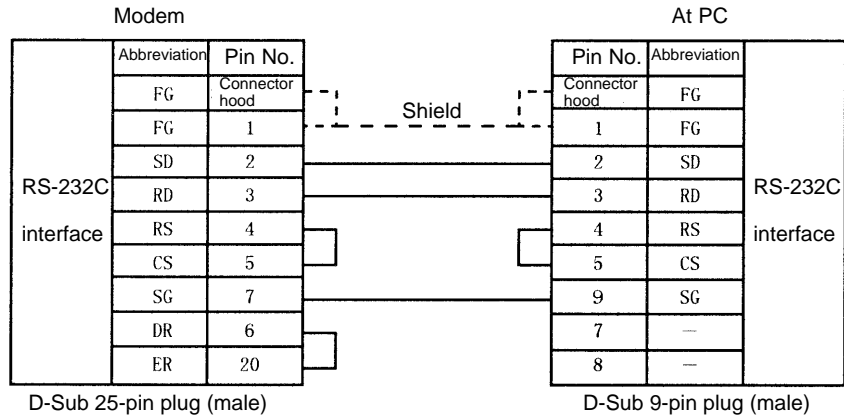 Modem
At PC
Abbreviation Pin No.
FG Connector hood
FG 1
SD 2
RD 3
RS 4
CS 5
SG 7
DR 6
ER 20
RS-232C
interface
Shield
Pin No. Abbreviation
Connector hood FG
1 FG
2 SD
3 RD
4 RS
5 CS
9 SG
7 —
8 —
RS-232C
interface
D-Sub 25-pin plug (male)
D-Sub 9-pin plug (male)